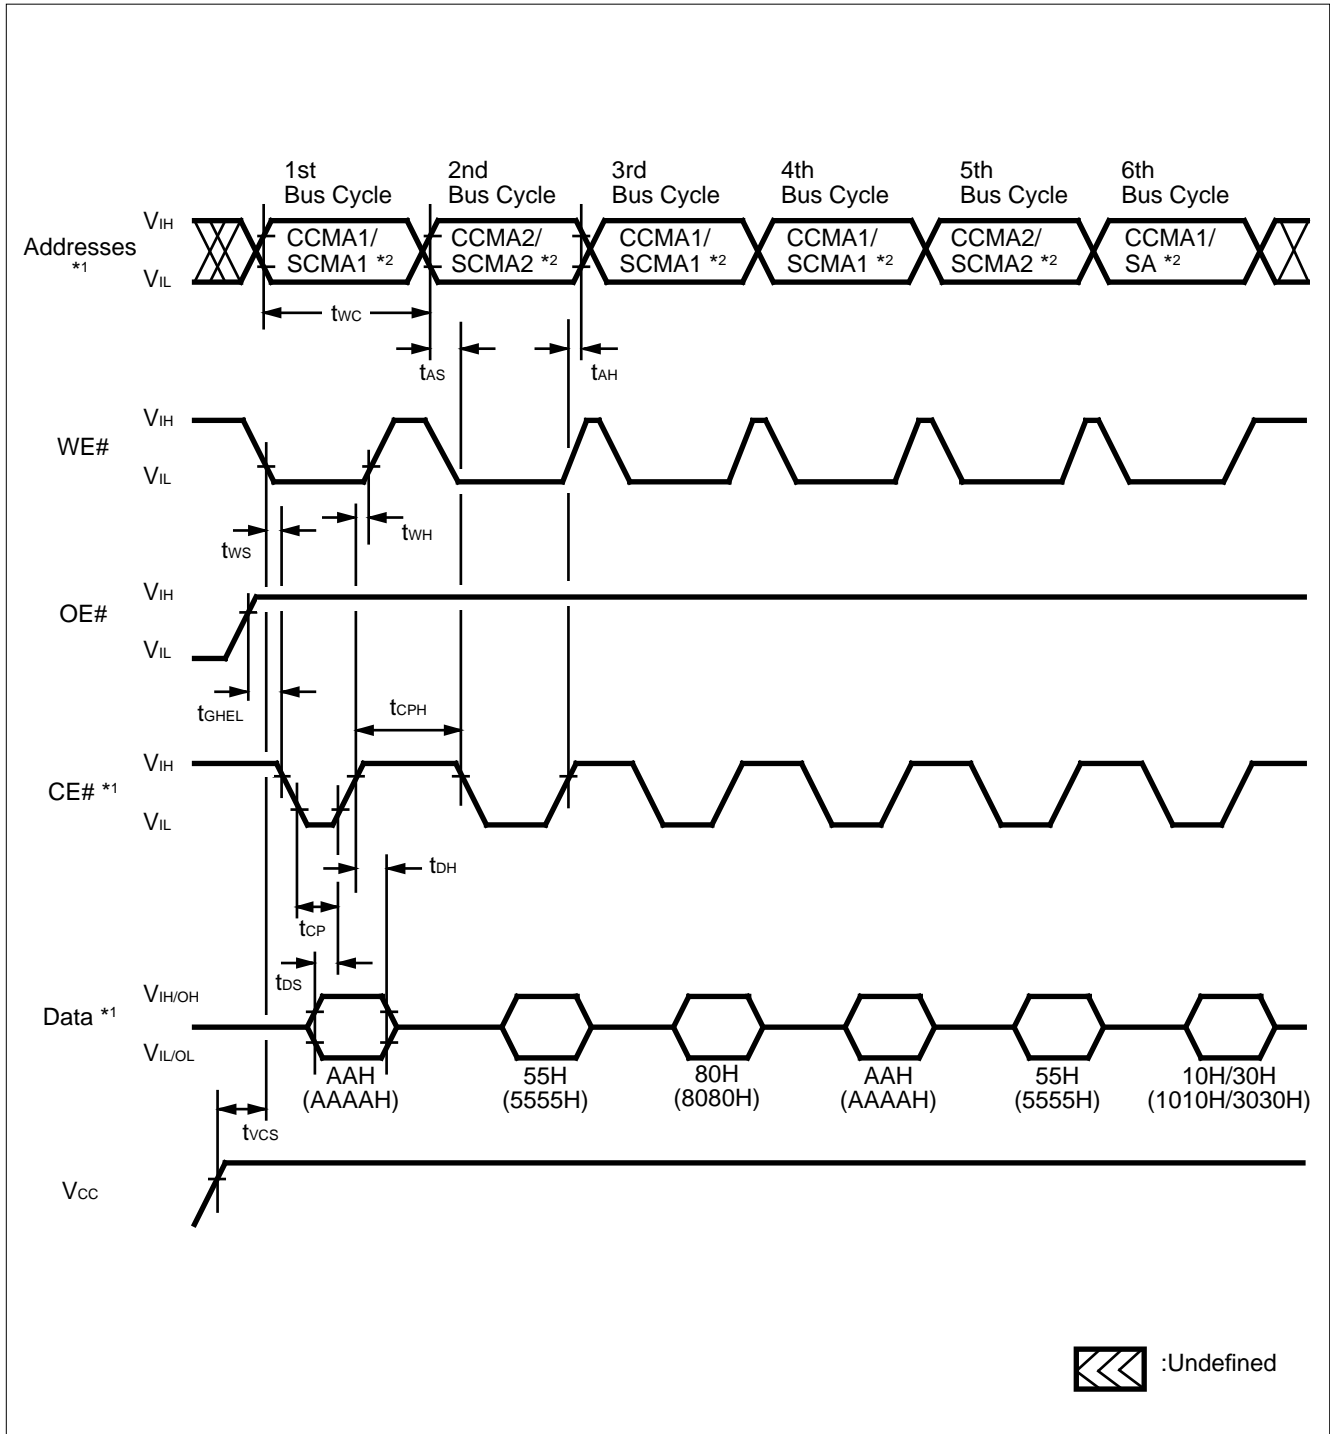 1st
Bus Cycle
2nd
Bus Cycle
3rd
Bus Cycle
4th
Bus Cycle
5th
Bus Cycle
6th
Bus Cycle
Addresses
*1
VIH
VIL
CCMA1/
SCMA1 *2
CCMA2/
SCMA2 *2
CCMA1/
SCMA1 *2
CCMA1/
SCMA1 *2
CCMA2/
SCMA2 *2
CCMA1/
SA *2
tWC
tAS
tAH
WE#
VIH
VIL
tWS
tWH
OE#
VIH
VIL
tGHEL
tCPH
CE# *1
VIH
VIL
tDH
tCP
tDS
Data *1
VIH/OH
VIL/OL
AAH
(AAAAH)
55H
(5555H)
80H
(8080H)
AAH
(AAAAH)
55H
(5555H)
10H/30H
(1010H/3030H)
tVCS
VCC
:Undefined